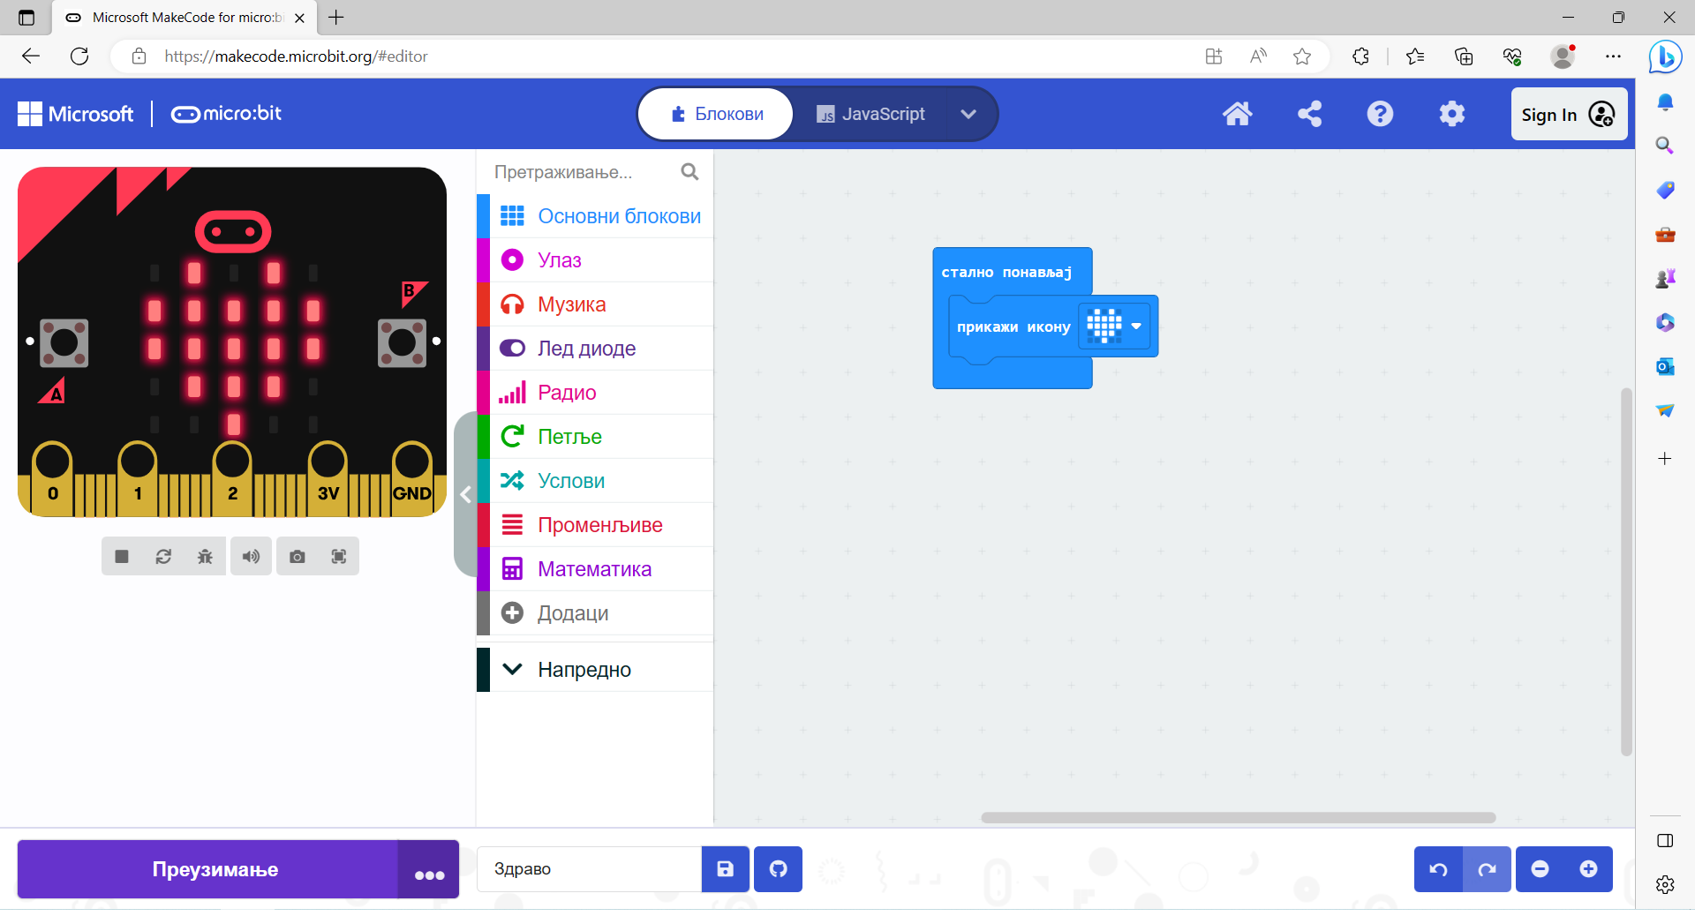 Microsoft MakeCode for micro:bi
https://makecode.microbit.org/#editor
Microsoft
micro:bit
Блокови
JS JavaScript
Sign In
Претраживање...
Основни блокови
Улаз
Музика
Лед диоде
Радио
Петље
Услови
Променљиве
Математика
Додаци
Напредно
B
A
0 1 2 3V GND
стално понављај
прикажи икону
Преузимање
Здраво